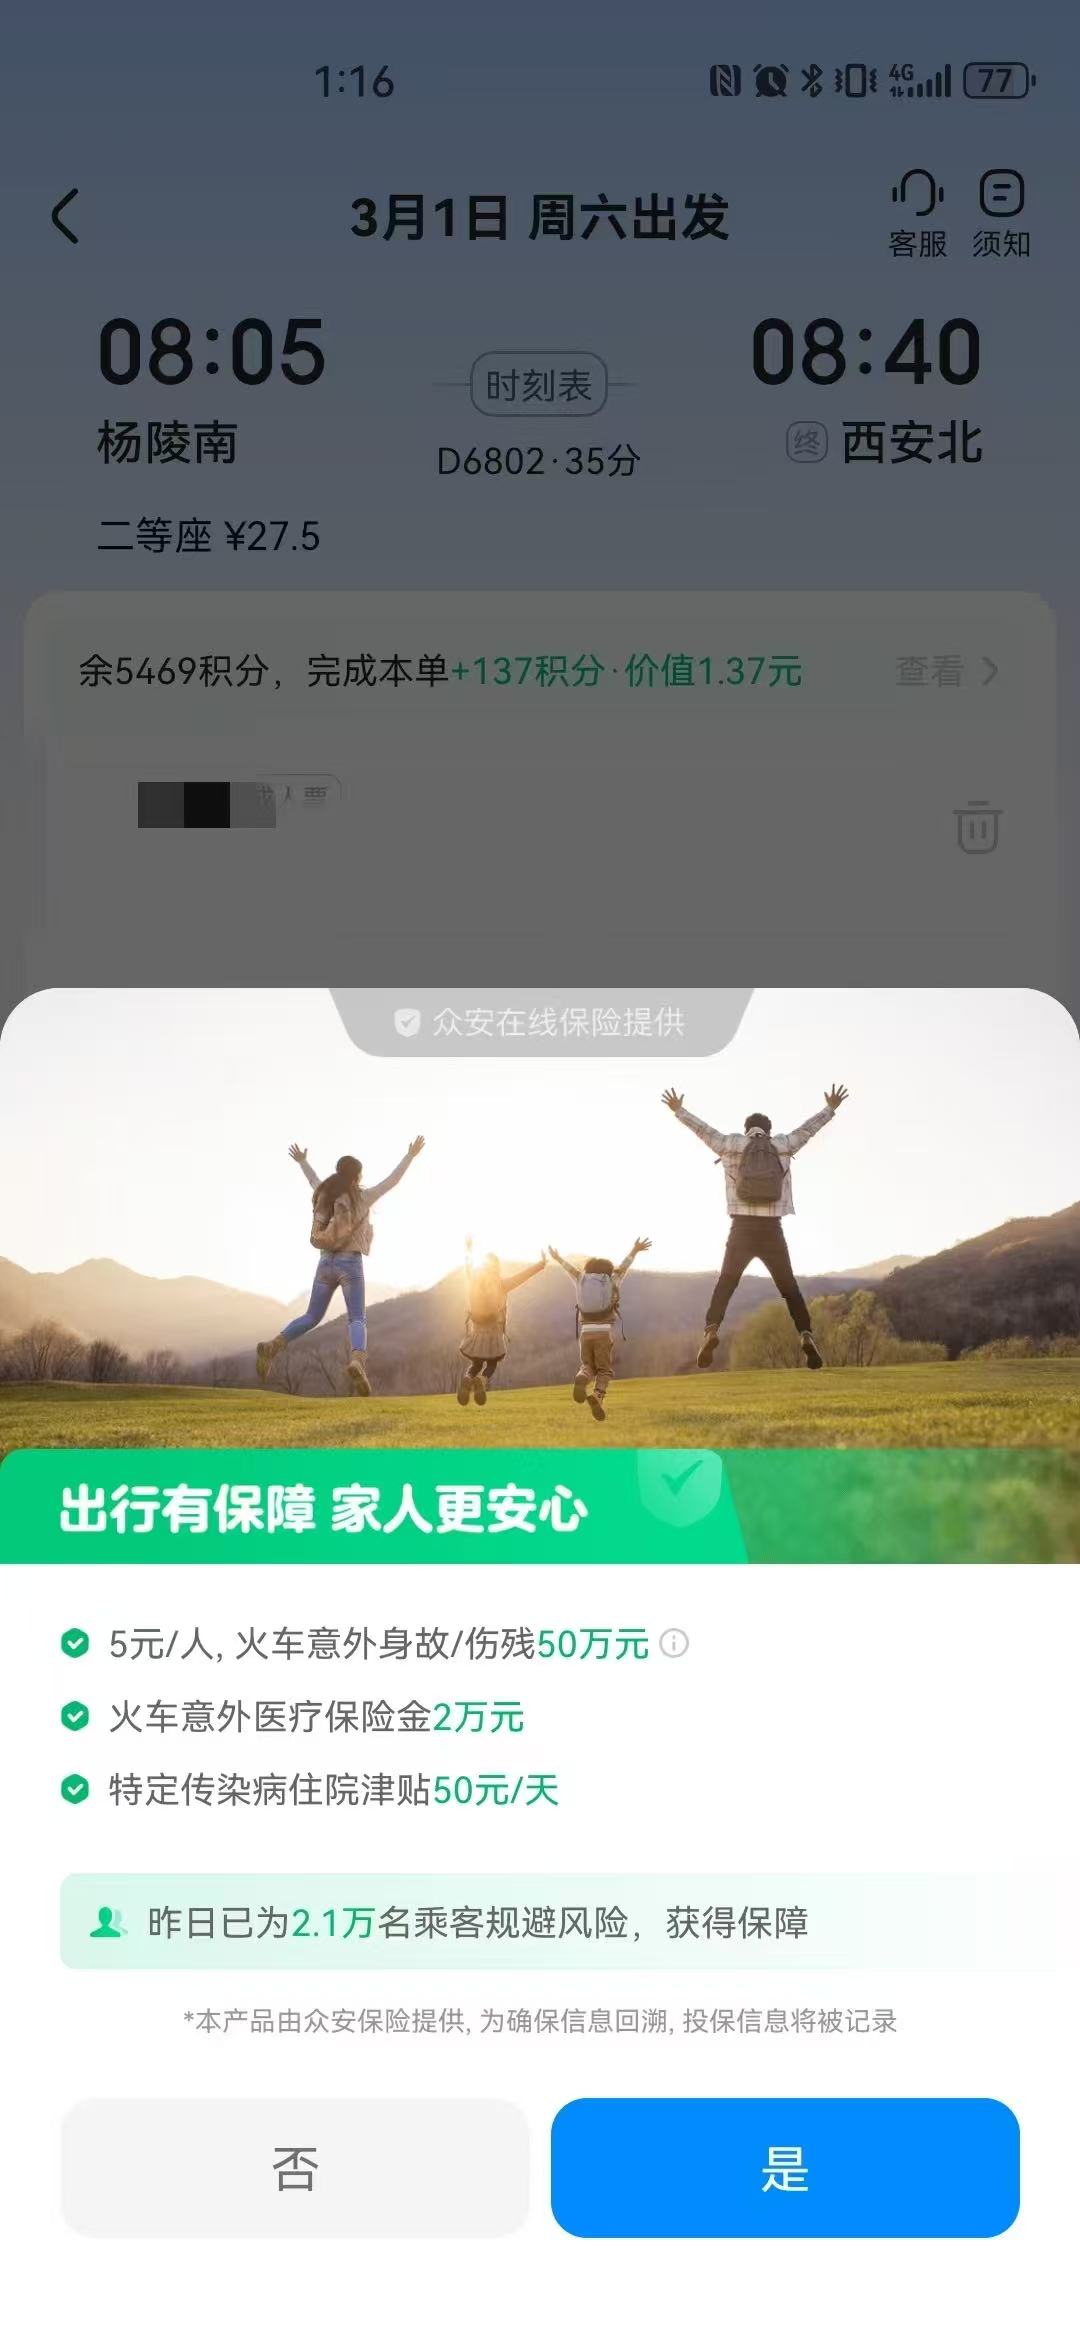 1:16 4G 77
3月1日 周六出发
客服 须知
08:05 08:40
时刻表
杨陵南 终 西安北
D6802·35分
二等座 ¥27.5
余5469积分，完成本单+137积分·价值1.37元 查看
人票
众安在线保险提供
出行有保障 家人更安心
5元/人, 火车意外身故/伤残50万元
火车意外医疗保险金2万元
特定传染病住院津贴50元/天
昨日已为2.1万名乘客规避风险，获得保障
*本产品由众安保险提供, 为确保信息回溯, 投保信息将被记录
否 是